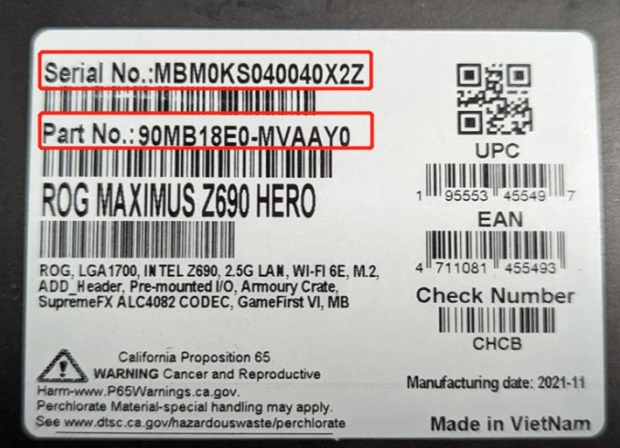 Serial No.:MBM0KS040040X2Z
Part No.:90MB18E0-MVAAY0
ROG MAXIMUS Z690 HERO
ROG, LGA1700, INTEL Z690, 2.5G LAN, WI-FI 6E, M.2,
ADD_Header, Pre-mounted I/O, Armoury Crate,
SupremeFX ALC4082 CODEC, GameFirst VI, MB
California Proposition 65
WARNING Cancer and Reproductive
Harm-www.P65Warnings.ca.gov.
Perchlorate Material-special handling may apply.
See www.dtsc.ca.gov/hazardouswaste/perchlorate
UPC
1 95553 45549 7
EAN
4 711081 455493
Check Number
CHCB
Manufacturing date: 2021-11
Made in VietNam